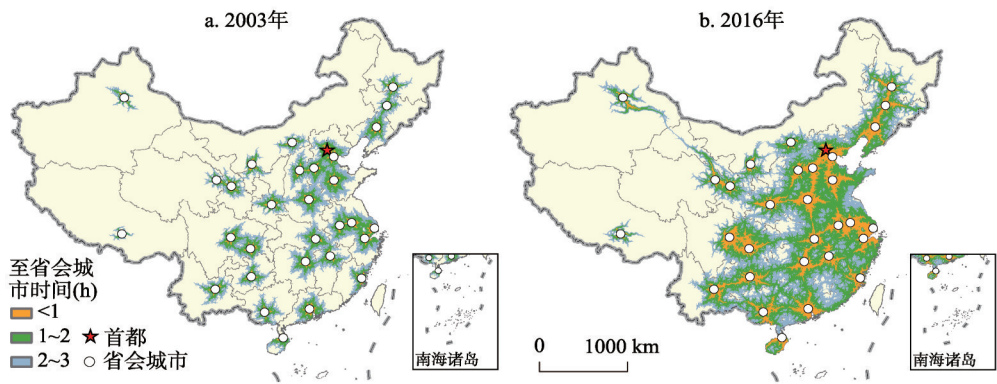 a. 2003年
b. 2016年
至省会城
市时间(h)
<1
1~2
首都
2~3
省会城市
南海诸岛
0
1000 km
南海诸岛